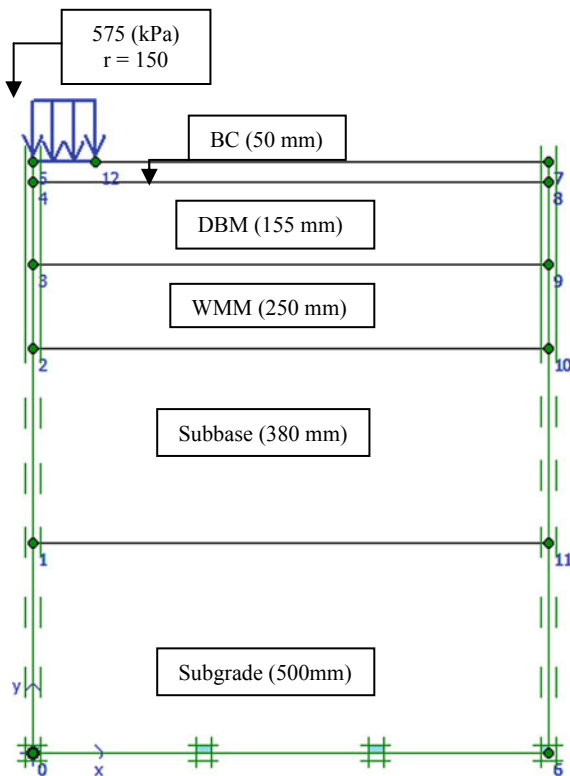 575 (kPa)
r = 150
BC (50 mm)
5
12
7
4
8
DBM (155 mm)
3
9
WMM (250 mm)
2
10
Subbase (380 mm)
1
11
Subgrade (500mm)
y
0
x
6